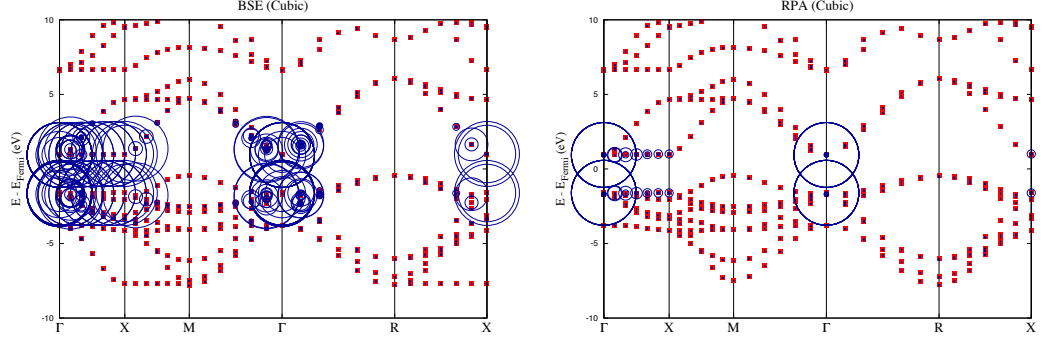 BSE (Cubic)
E - E_Fermi (eV)
10
5
0
-5
-10
Γ X M Γ R X
RPA (Cubic)
E - E_Fermi (eV)
10
5
0
-5
-10
Γ X M Γ R X